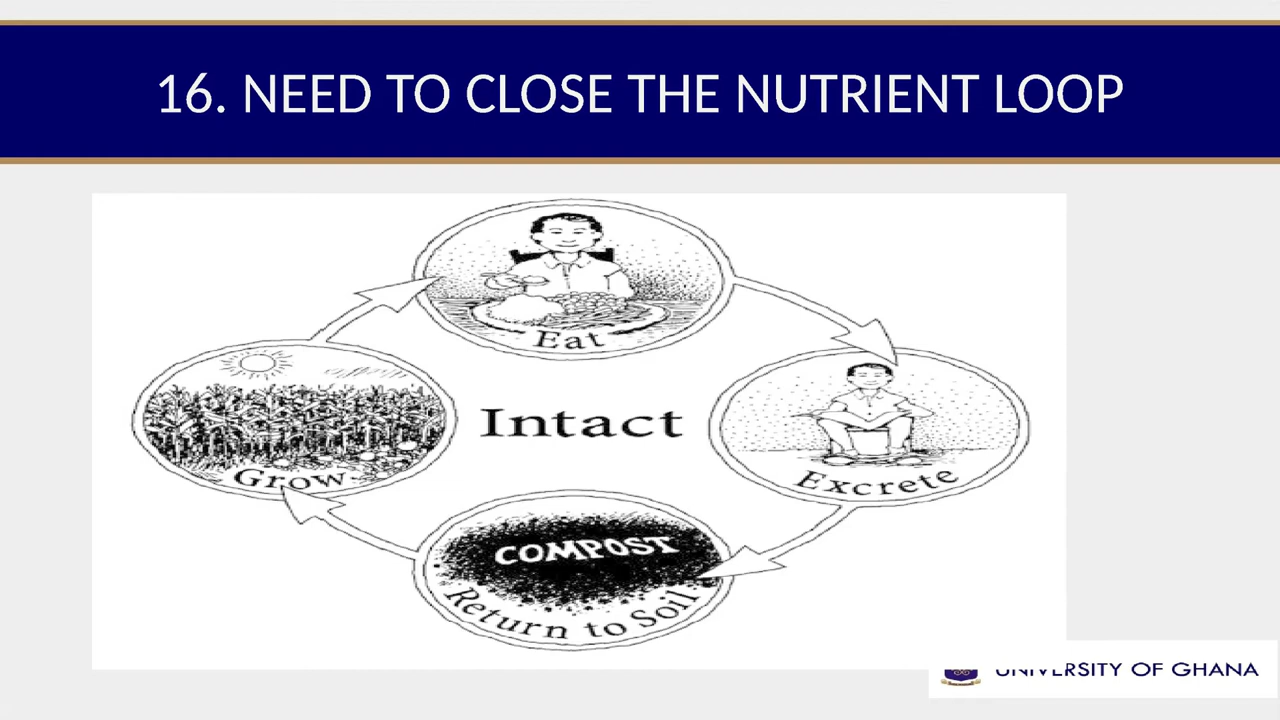 16. NEED TO CLOSE THE NUTRIENT LOOP
Eat
Intact
Grow
Excrete
COMPOST
Return to Soil
UNIVERSITY OF GHANA